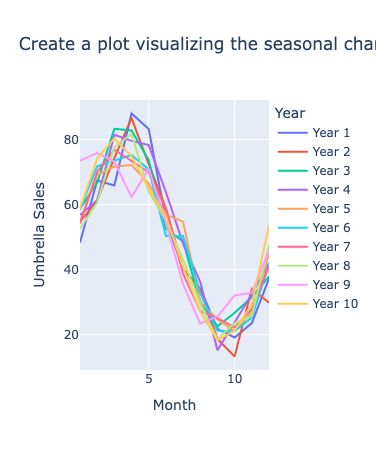 Create a plot visualizing the seasonal
Year
Year 1
Year 2
Year 3
Year 4
Year 5
Year 6
Year 7
Year 8
Year 9
Year 10
80
60
40
20
Umbrella Sales
5
10
Month